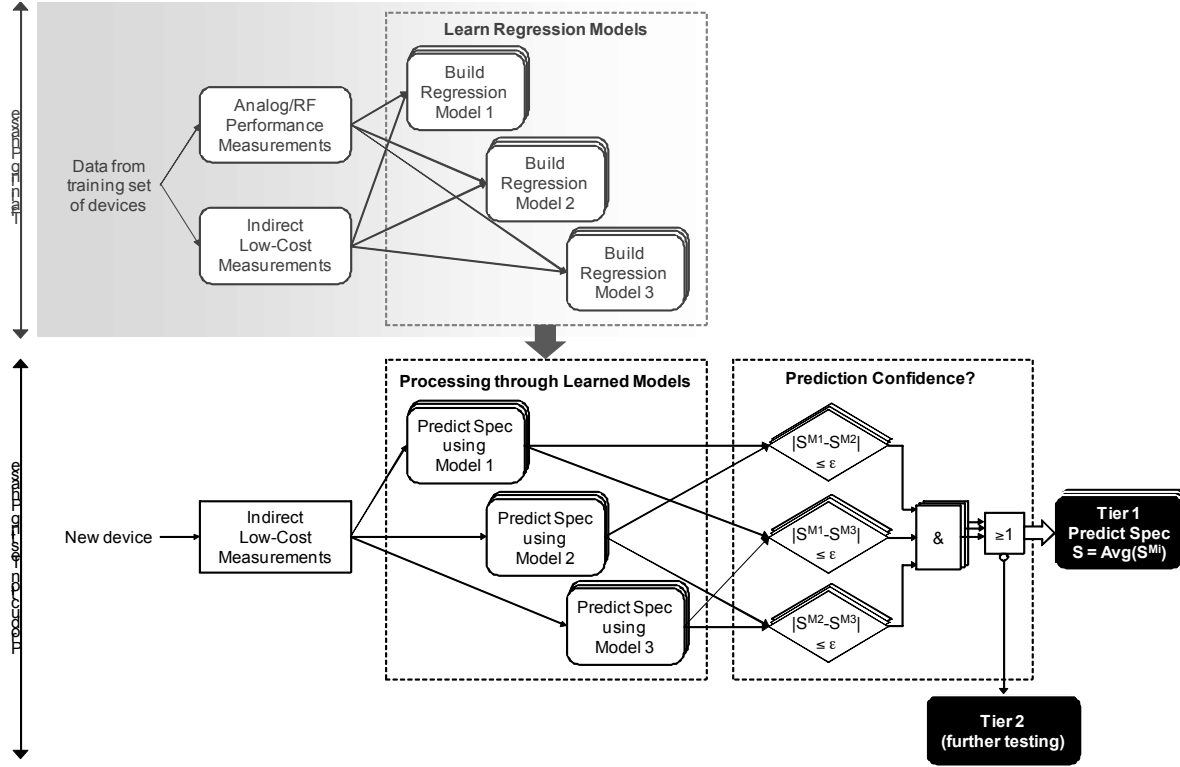 Learn Regression Models
Build
Regression
Model 1
Analog/RF
Performance
Measurements
Build
Regression
Model 2
Data from
training set
of devices
Indirect
Low-Cost
Measurements
Build
Regression
Model 3
Processing through Learned Models
Prediction Confidence?
Predict Spec
using
Model 1
|S^M1-S^M2|
≤ ε
New device
Indirect
Low-Cost
Measurements
Predict Spec
using
Model 2
|S^M1-S^M3|
≤ ε
&
≥1
Tier 1
Predict Spec
S = Avg(S^Mi)
Predict Spec
using
Model 3
|S^M2-S^M3|
≤ ε
Tier 2
(further testing)